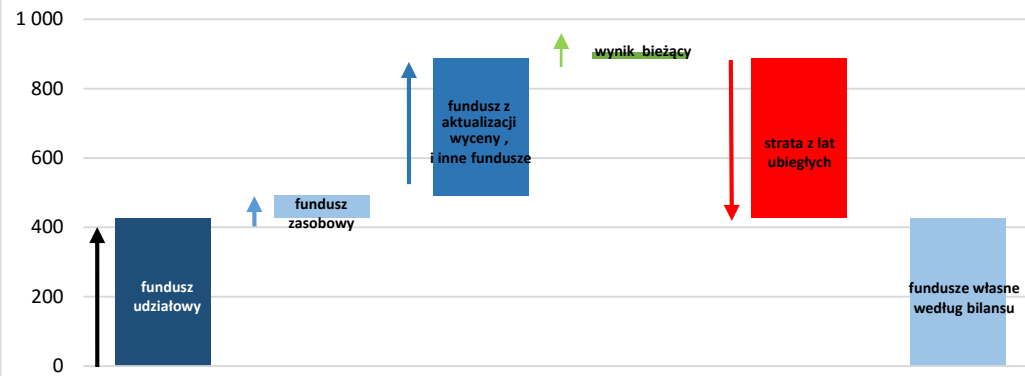 1 000
800
600
400
200
0
fundusz
udziałowy
fundusz
zasobowy
fundusz z
aktualizacji
wyceny ,
i inne fundusze
wynik bieżący
strata z lat
ubiegłych
fundusze własne
według bilansu